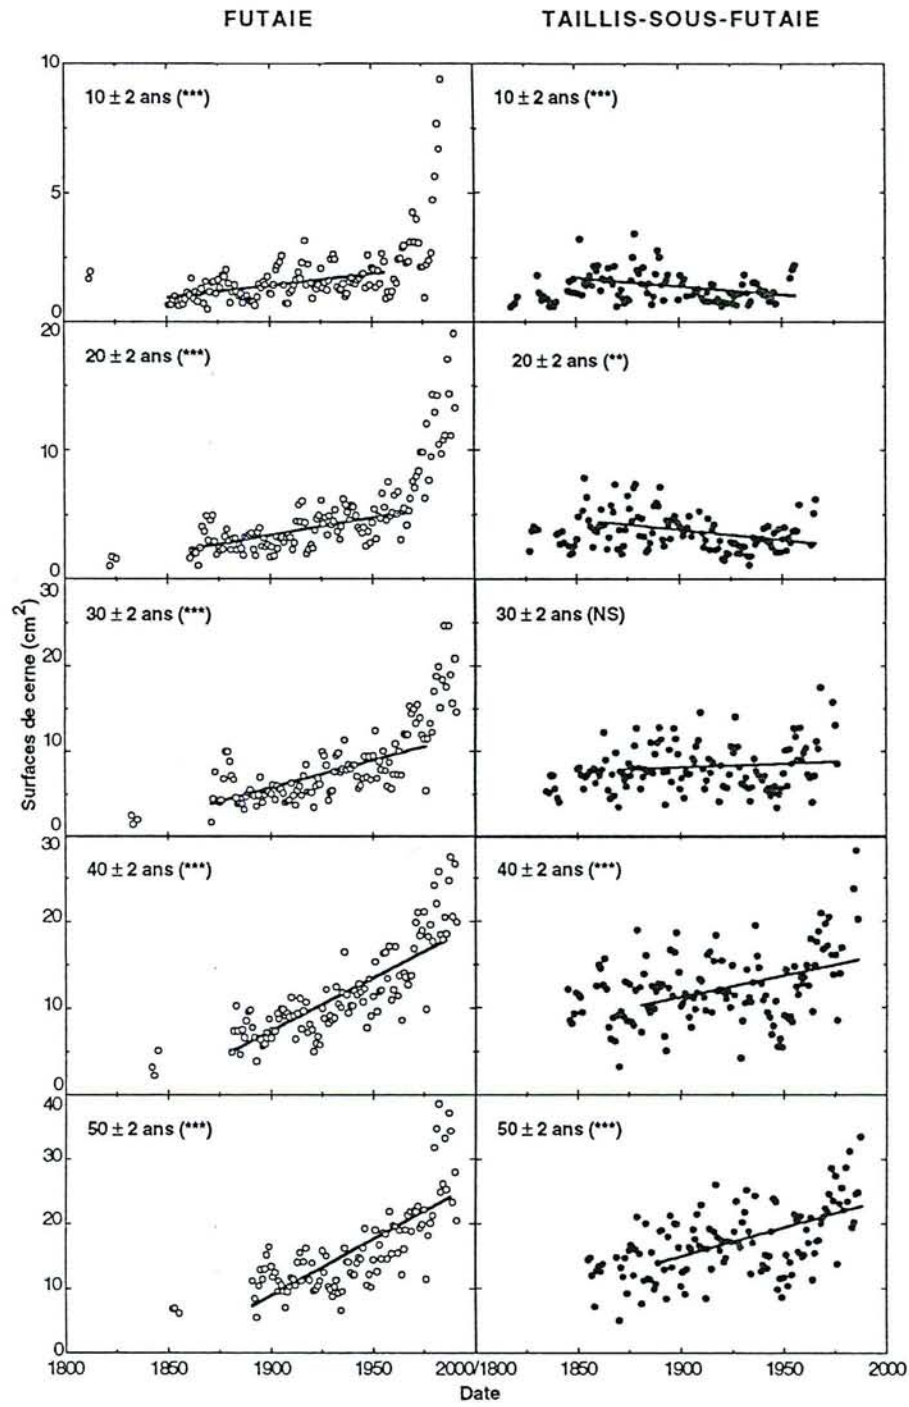 FUTAIE TAILLIS-SOUS-FUTAIE
10
10 ± 2 ans (***) 10 ± 2 ans (***)
5
0
20
20 ± 2 ans (***) 20 ± 2 ans (**)
10
0
30
30 ± 2 ans (***) 30 ± 2 ans (NS)
20
10
0
Surfaces de cerne (cm²)
30
40 ± 2 ans (***) 40 ± 2 ans (***)
20
10
0
40
50 ± 2 ans (***) 50 ± 2 ans (***)
30
20
10
0
1800 1850 1900 1950 2000/1800 1850 1900 1950 2000
Date